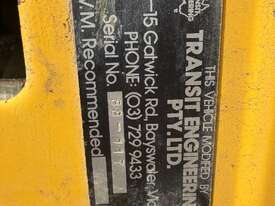 THIS VEHICLE MODIFIED BY
TRANSIT ENGINEERING
PTY. LTD.
—15 Gatwick Rd., Bayswater, Vic
PHONE: (03) 729 9433
Serial No.
V.M. Recommended